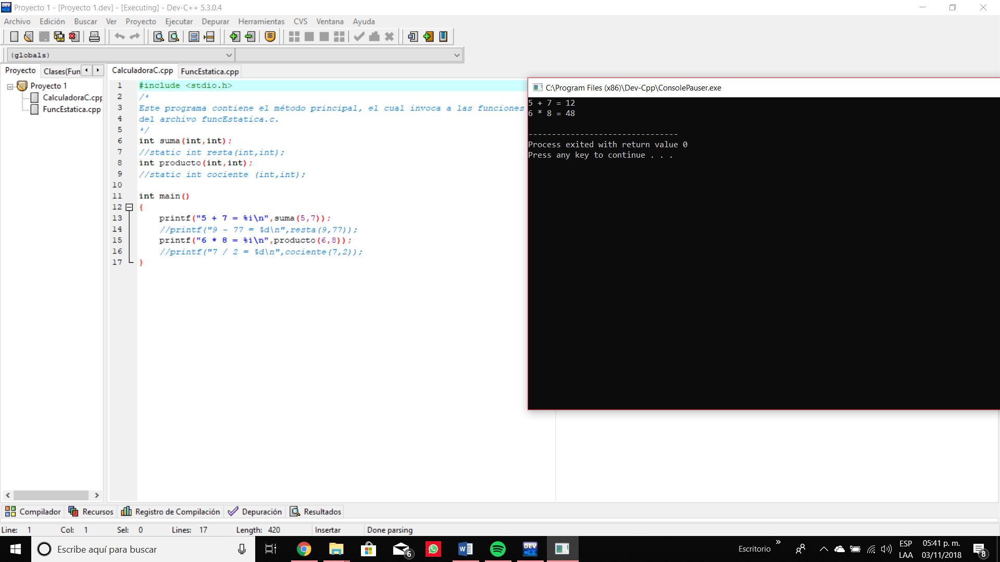 Proyecto 1 - [Proyecto 1.dev] - [Executing] - Dev-C++ 5.3.0.4
Archivo Edición Buscar Ver Proyecto Ejecutar Depurar Herramientas CVS Ventana Ayuda
(globals)
Proyecto Clases(Fun
CalculadoraC.cpp FuncEstatica.cpp
Proyecto 1
CalculadoraC.cpp
FuncEstatica.cpp
1 #include <stdio.h>
2 /*
3 Este programa contiene el método principal, el cual invoca a las funciones
4 del archivo funcEstatica.c.
5 */
6 int suma(int,int);
7 //static int resta(int,int);
8 int producto(int,int);
9 //static int cociente (int,int);
10
11 int main()
12 {
13 printf("5 + 7 = %i\n",suma(5,7));
14 //printf("9 - 77 = %d\n",resta(9,77));
15 printf("6 * 8 = %i\n",producto(6,8));
16 //printf("7 / 2 = %d\n",cociente(7,2));
17 }
C:\Program Files (x86)\Dev-Cpp\ConsolePauser.exe
5 + 7 = 12
6 * 8 = 48
--------------------------------
Process exited with return value 0
Press any key to continue . . .
Compilador Recursos Registro de Compilación Depuración Resultados
Line: 1 Col: 1 Sel: 0 Lines: 17 Length: 420 Insertar Done parsing
Escribe aquí para buscar
6
DEV C++
Escritorio
ESP
LAA
05:41 p. m.
03/11/2018
8